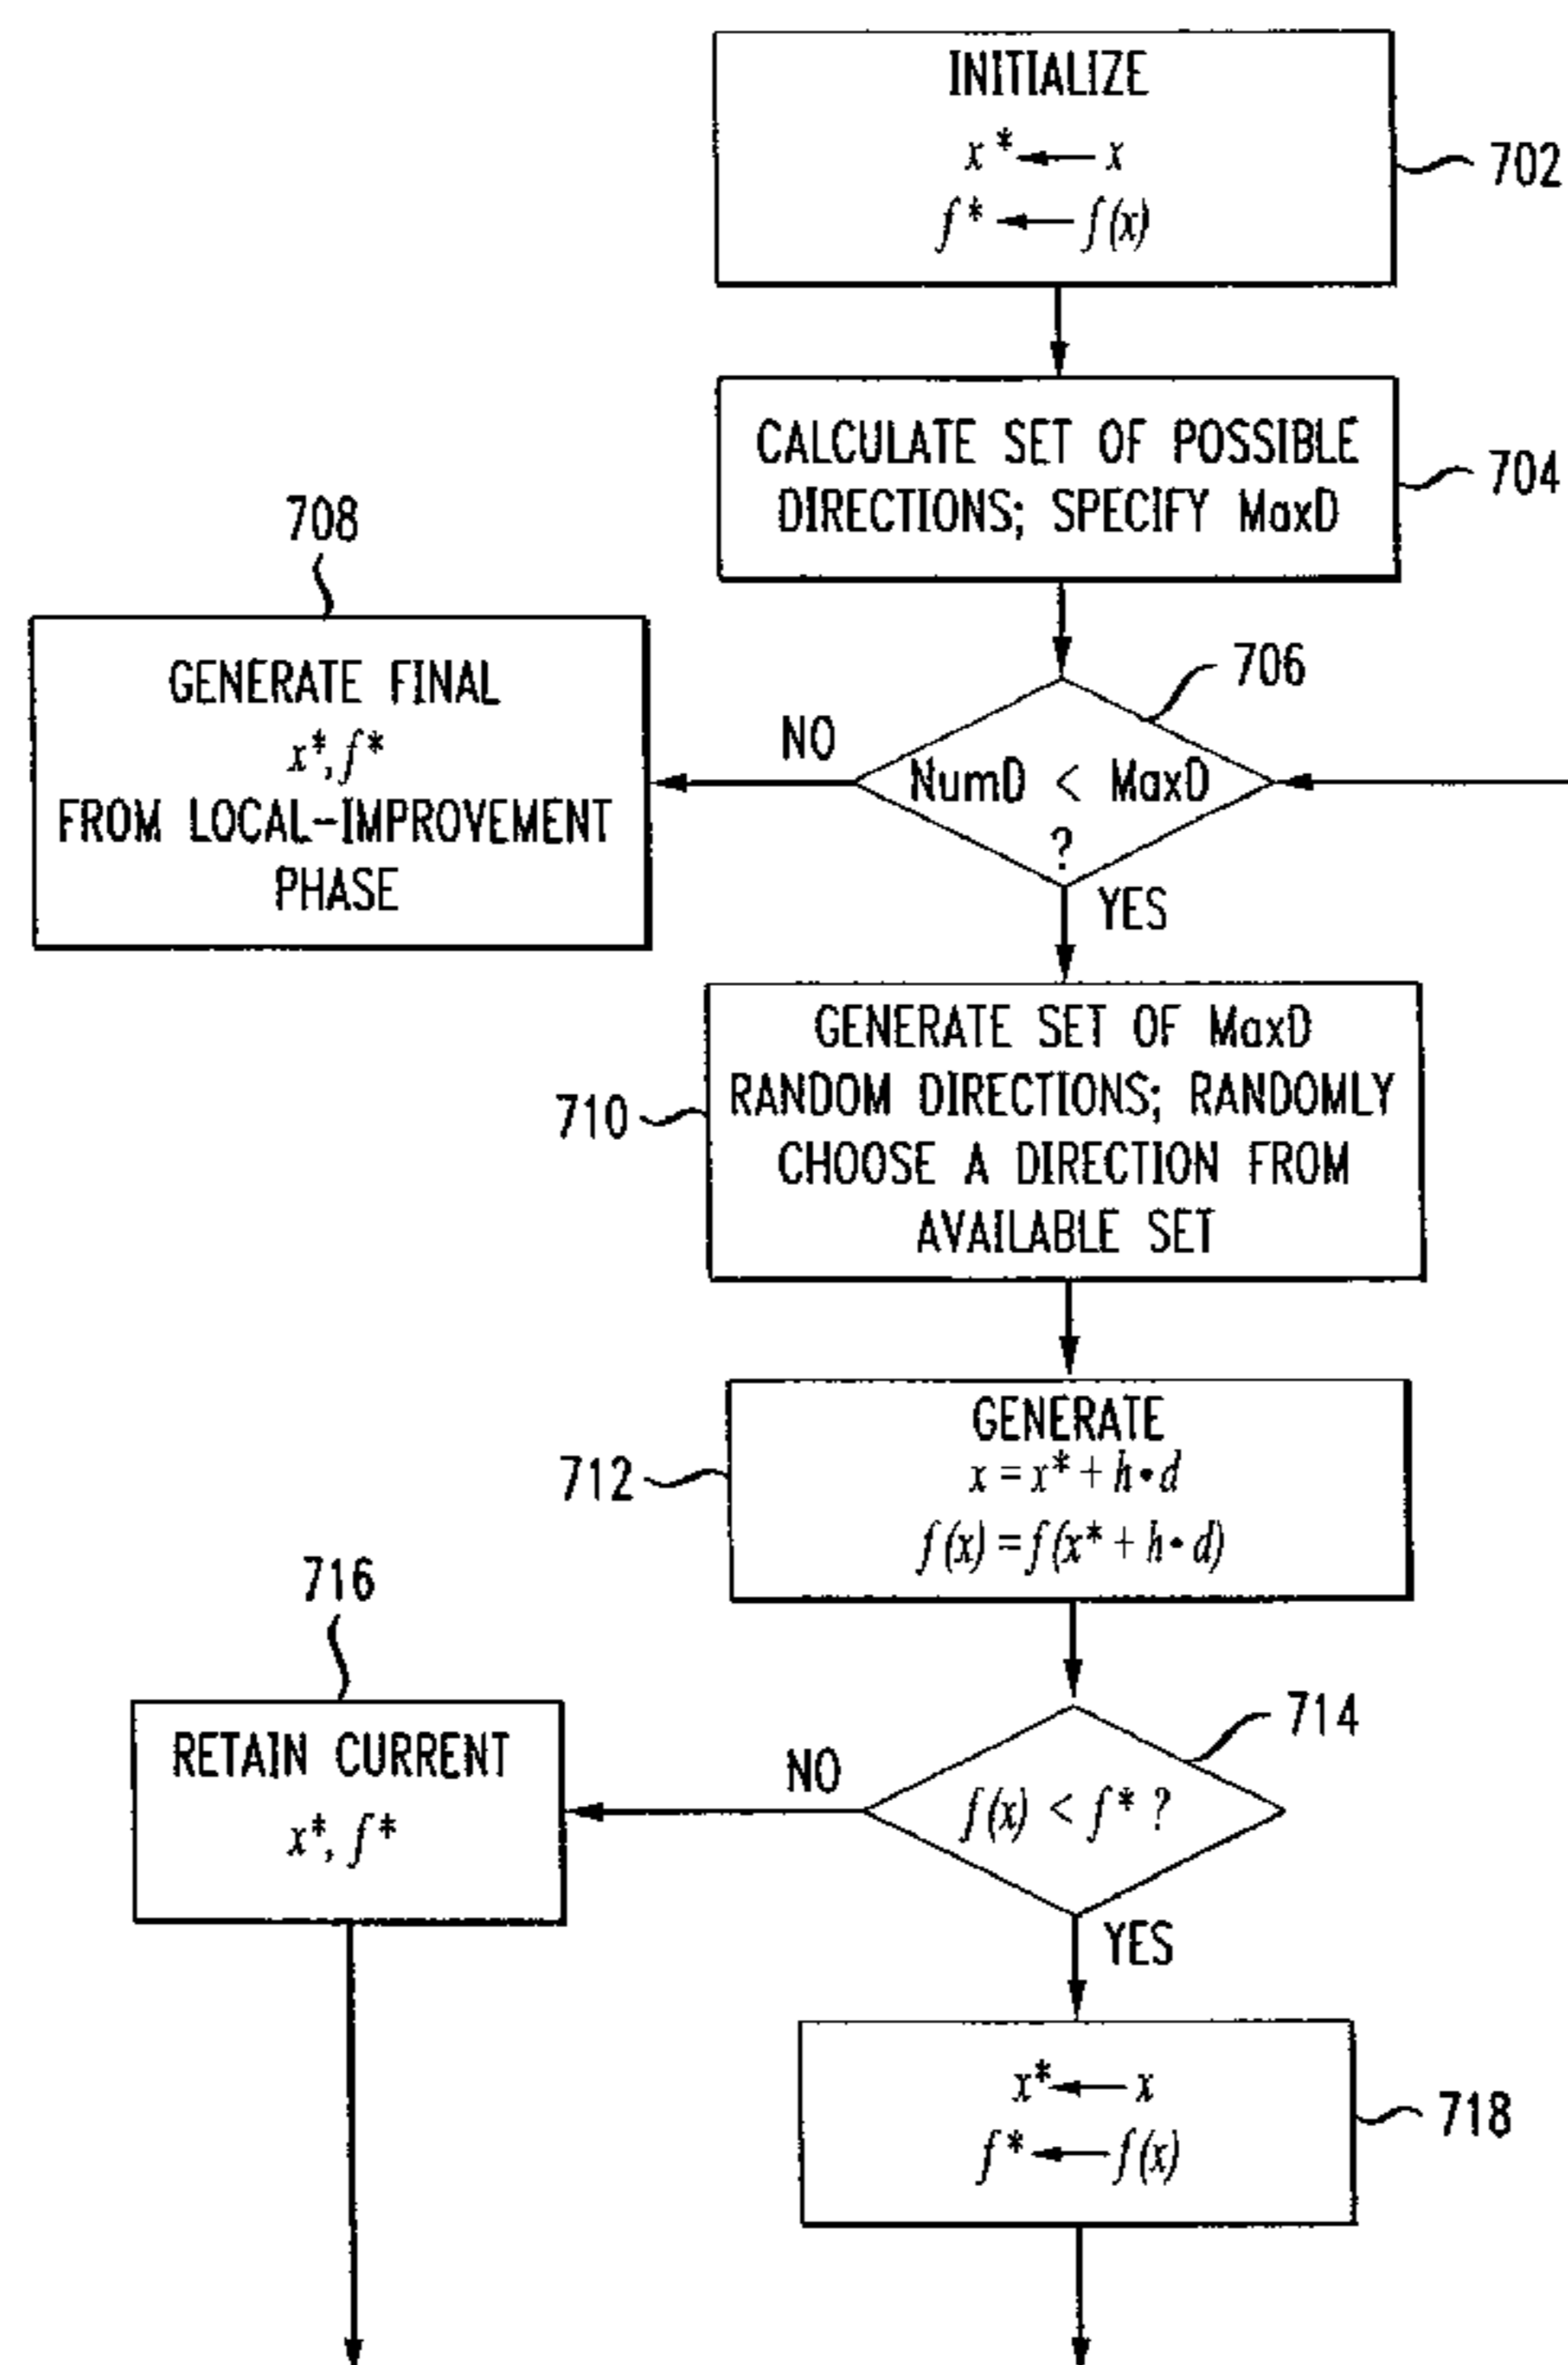 INITIALIZE
x* ← x
f* ← f(x)
702
CALCULATE SET OF POSSIBLE
DIRECTIONS; SPECIFY MaxD
704
708
GENERATE FINAL
x*, f*
FROM LOCAL-IMPROVEMENT
PHASE
NO
706
NumD < MaxD
?
YES
710
GENERATE SET OF MaxD
RANDOM DIRECTIONS; RANDOMLY
CHOOSE A DIRECTION FROM
AVAILABLE SET
712
GENERATE
x = x* + h•d
f(x) = f(x* + h•d)
716
RETAIN CURRENT
x*, f*
NO
714
f(x) < f* ?
YES
x* ← x
f* ← f(x)
718